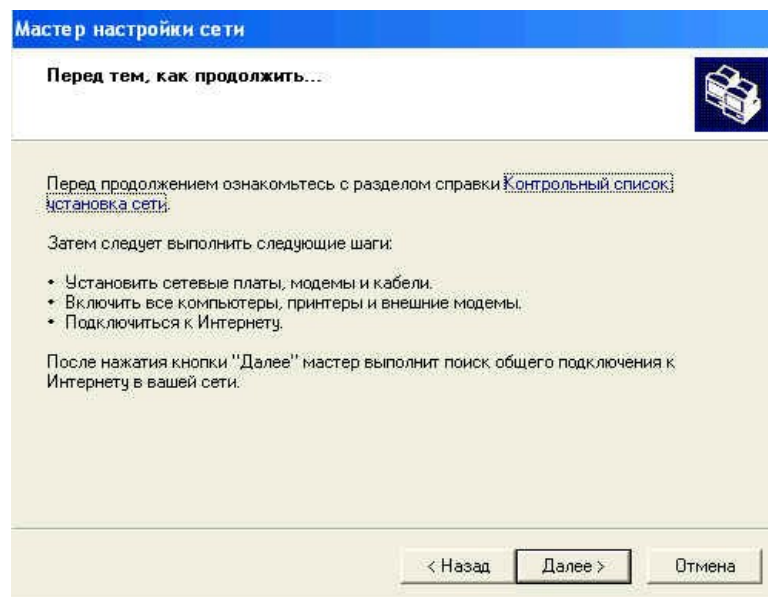 Мастер настройки сети
Перед тем, как продолжить...
Перед продолжением ознакомьтесь с разделом справки Контрольный список:
установка сети.
Затем следует выполнить следующие шаги:
• Установить сетевые платы, модемы и кабели.
• Включить все компьютеры, принтеры и внешние модемы.
• Подключиться к Интернету.
После нажатия кнопки "Далее" мастер выполнит поиск общего подключения к
Интернету в вашей сети.
< Назад
Далее >
Отмена